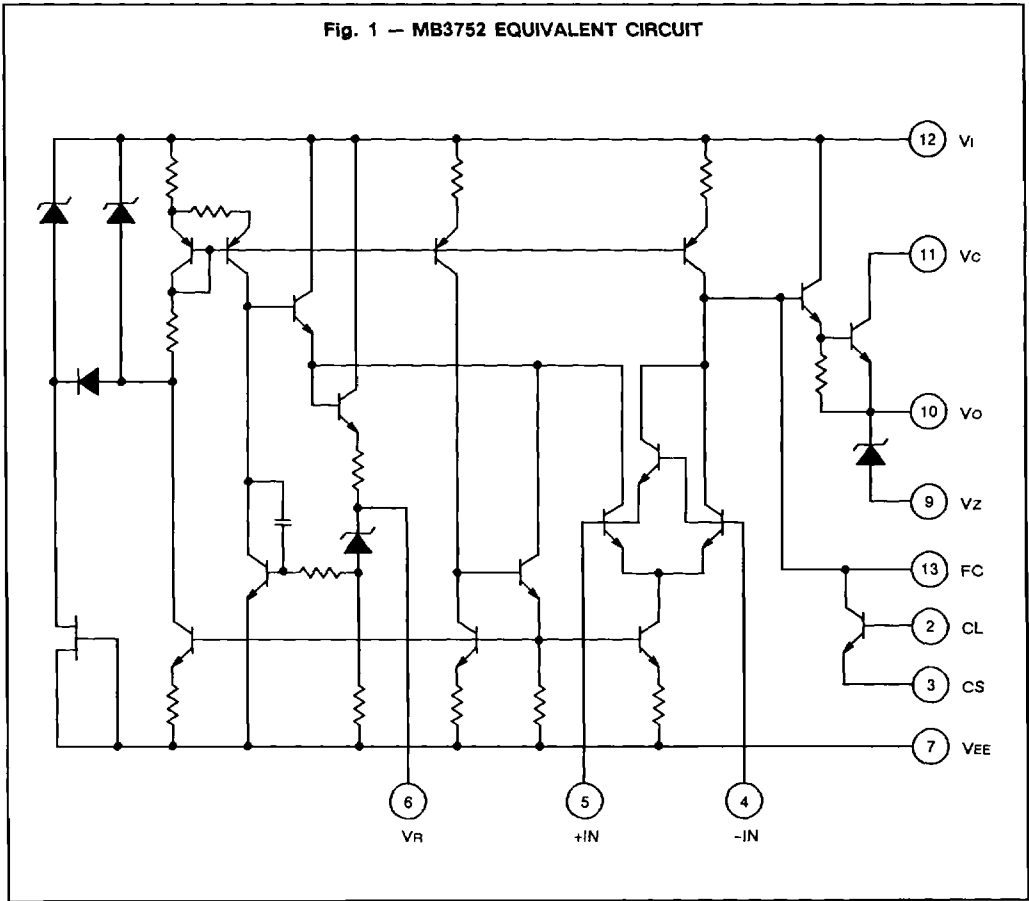 Fig. 1 — MB3752 EQUIVALENT CIRCUIT
12 VI
11 VC
10 VO
9 VZ
13 FC
2 CL
3 CS
7 VEE
6 5 4
VR +IN -IN